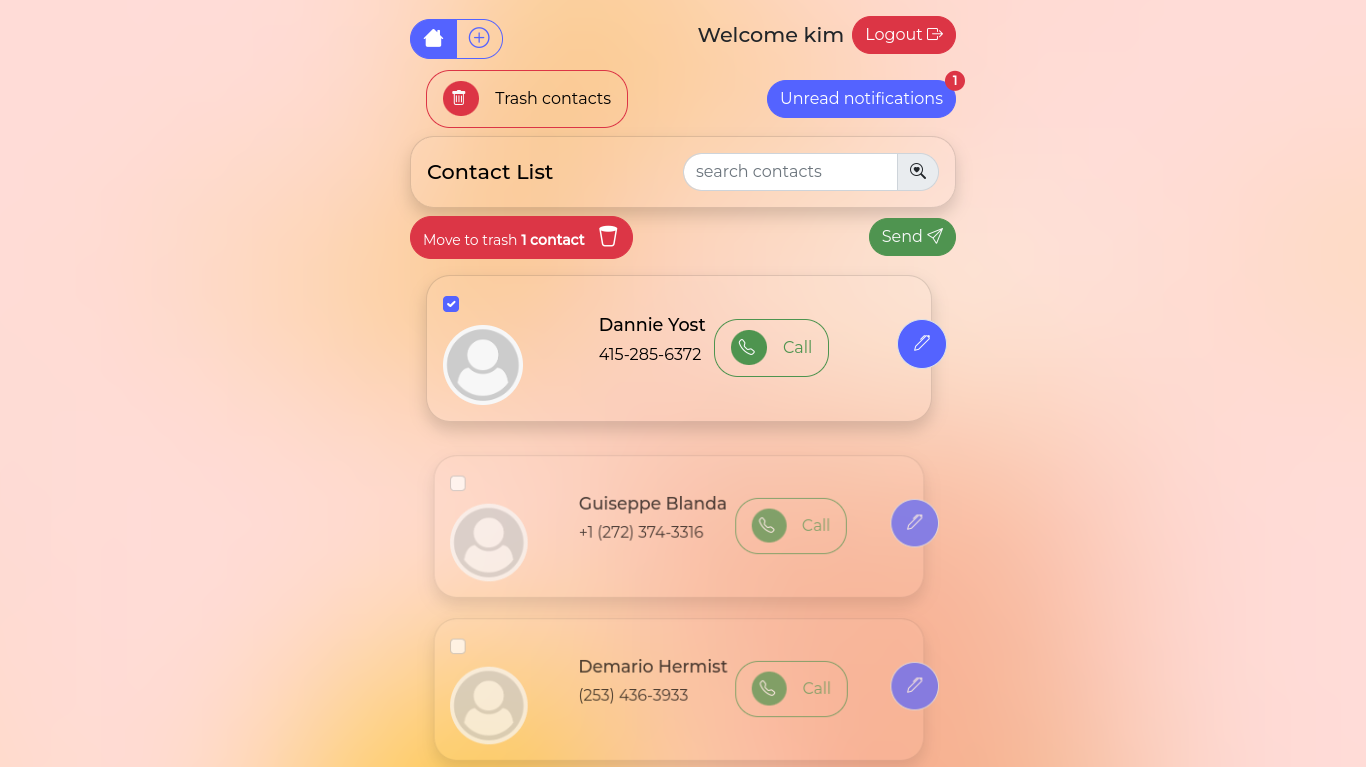 Welcome kim
Logout
Trash contacts
Unread notifications
1
Contact List
search contacts
Move to trash 1 contact
Send
Dannie Yost
415-285-6372
Call
Guiseppe Blanda
+1 (272) 374-3316
Call
Demario Hermist
(253) 436-3933
Call